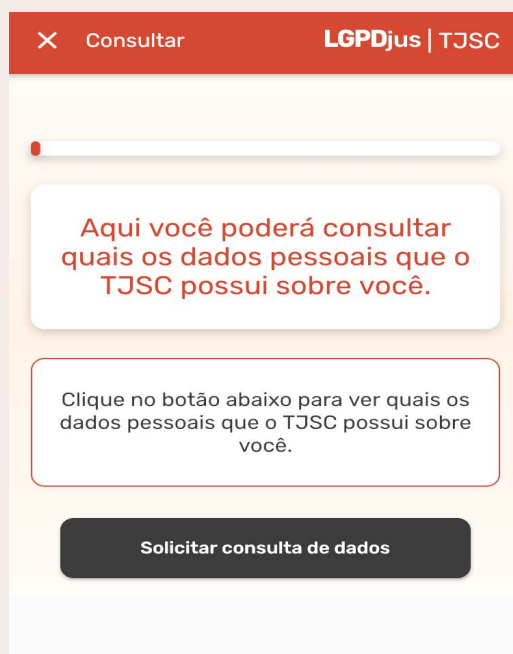 Consultar
LGPDjus | TJSC
Aqui você poderá consultar
quais os dados pessoais que o
TJSC possui sobre você.
Clique no botão abaixo para ver quais os
dados pessoais que o TJSC possui sobre
você.
Solicitar consulta de dados